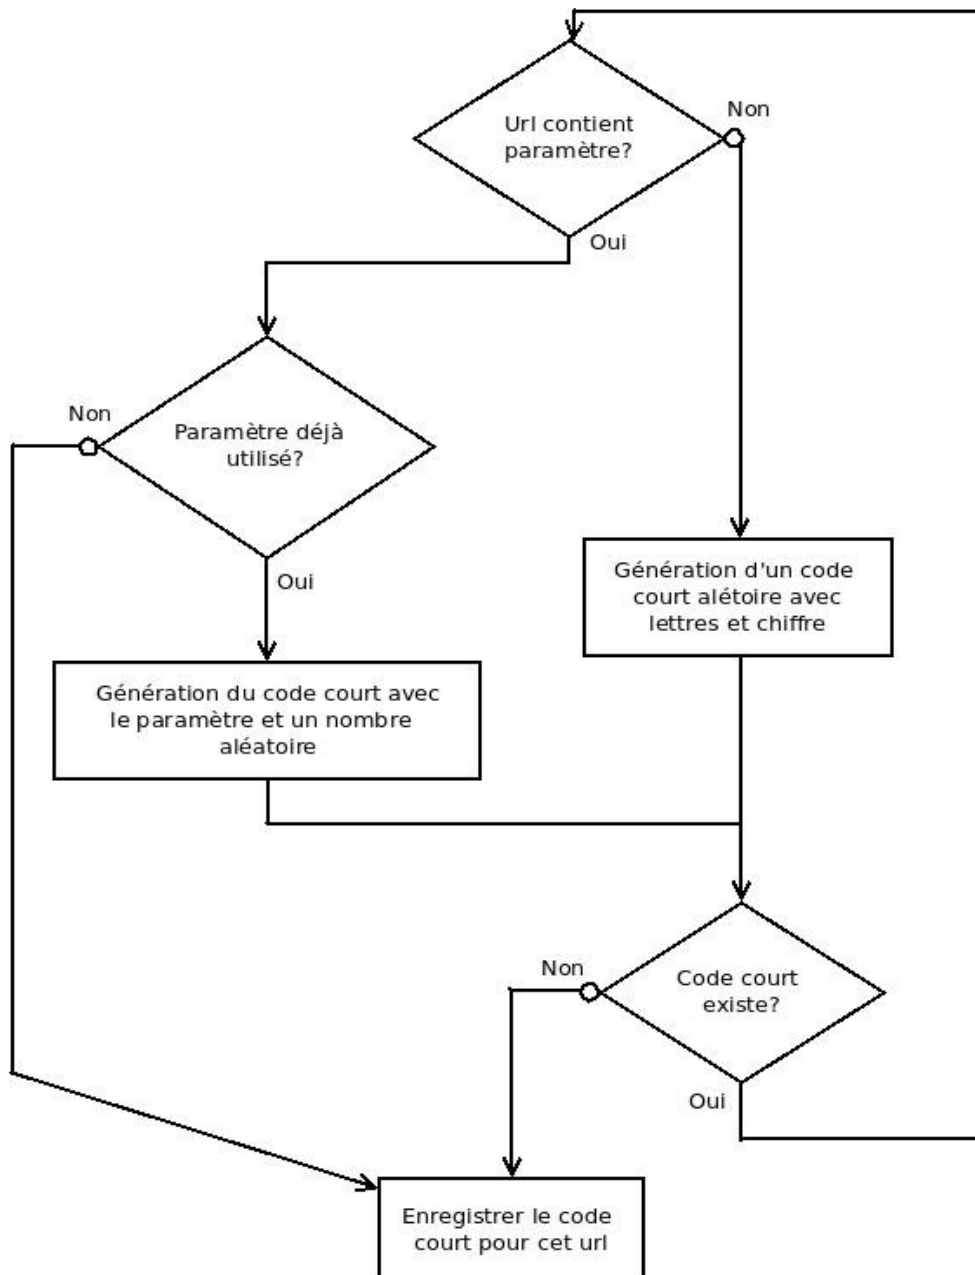 Non
Url contient
paramètre?
Oui
Non
Paramètre déjà
utilisé?
Oui
Génération d'un code
court alétoire avec
lettres et chiffre
Génération du code court avec
le paramètre et un nombre
aléatoire
Non
Code court
existe?
Oui
Enregistrer le code
court pour cet url